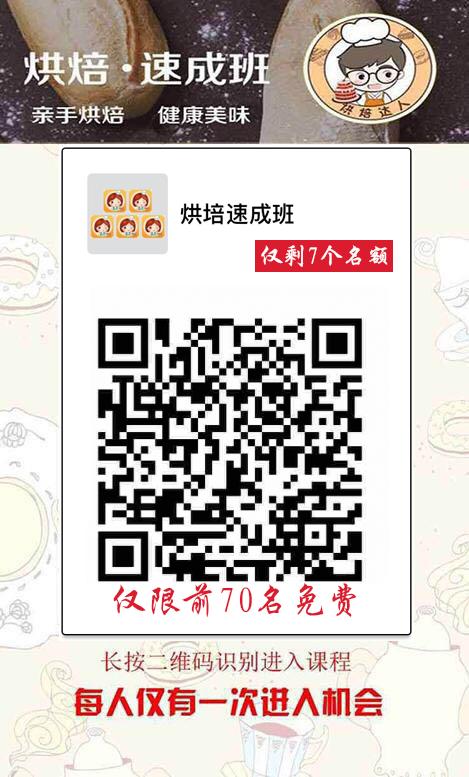 烘焙·速成班
亲手烘焙 健康美味
烘焙达人
烘培速成班
仅剩7个名额
仅限前70名免费
长按二维码识别进入课程
每人仅有一次进入机会